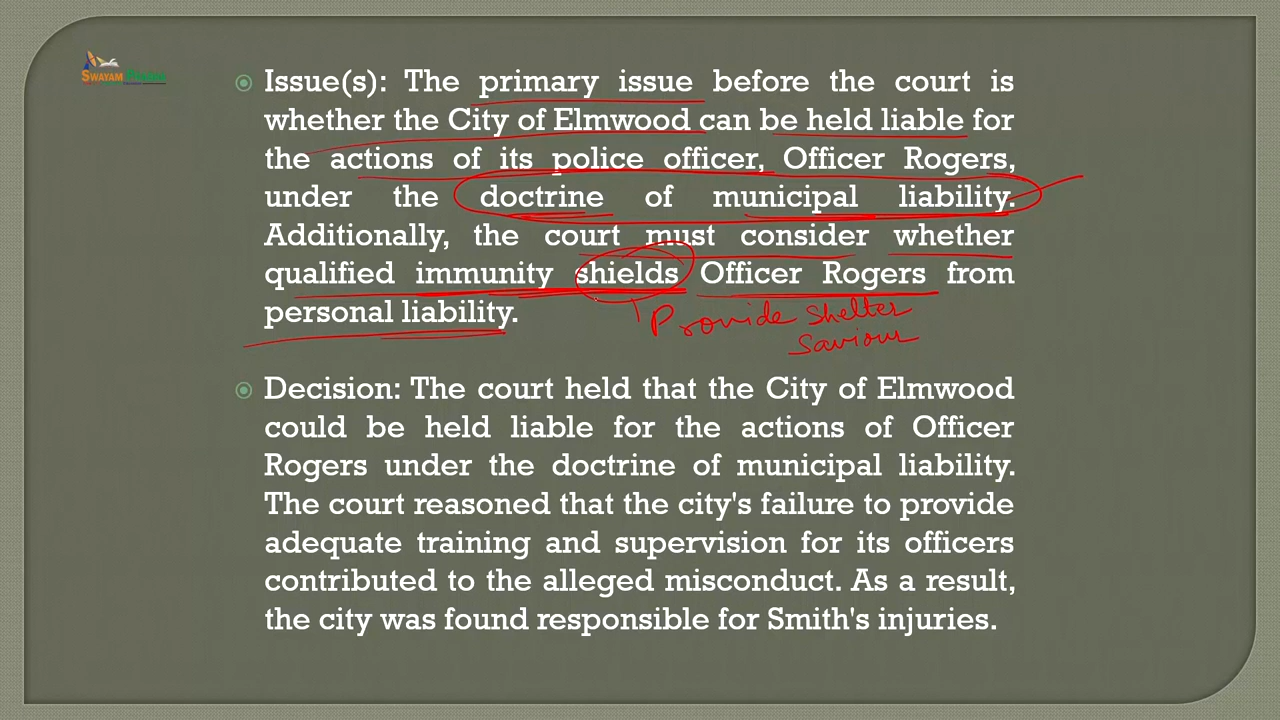 SWAYAM PRABHA
Issue(s): The primary issue before the court is
whether the City of Elmwood can be held liable for
the actions of its police officer, Officer Rogers,
under the doctrine of municipal liability.
Additionally, the court must consider whether
qualified immunity shields Officer Rogers from
personal liability.
Provide shelter
saviour
Decision: The court held that the City of Elmwood
could be held liable for the actions of Officer
Rogers under the doctrine of municipal liability.
The court reasoned that the city's failure to provide
adequate training and supervision for its officers
contributed to the alleged misconduct. As a result,
the city was found responsible for Smith's injuries.